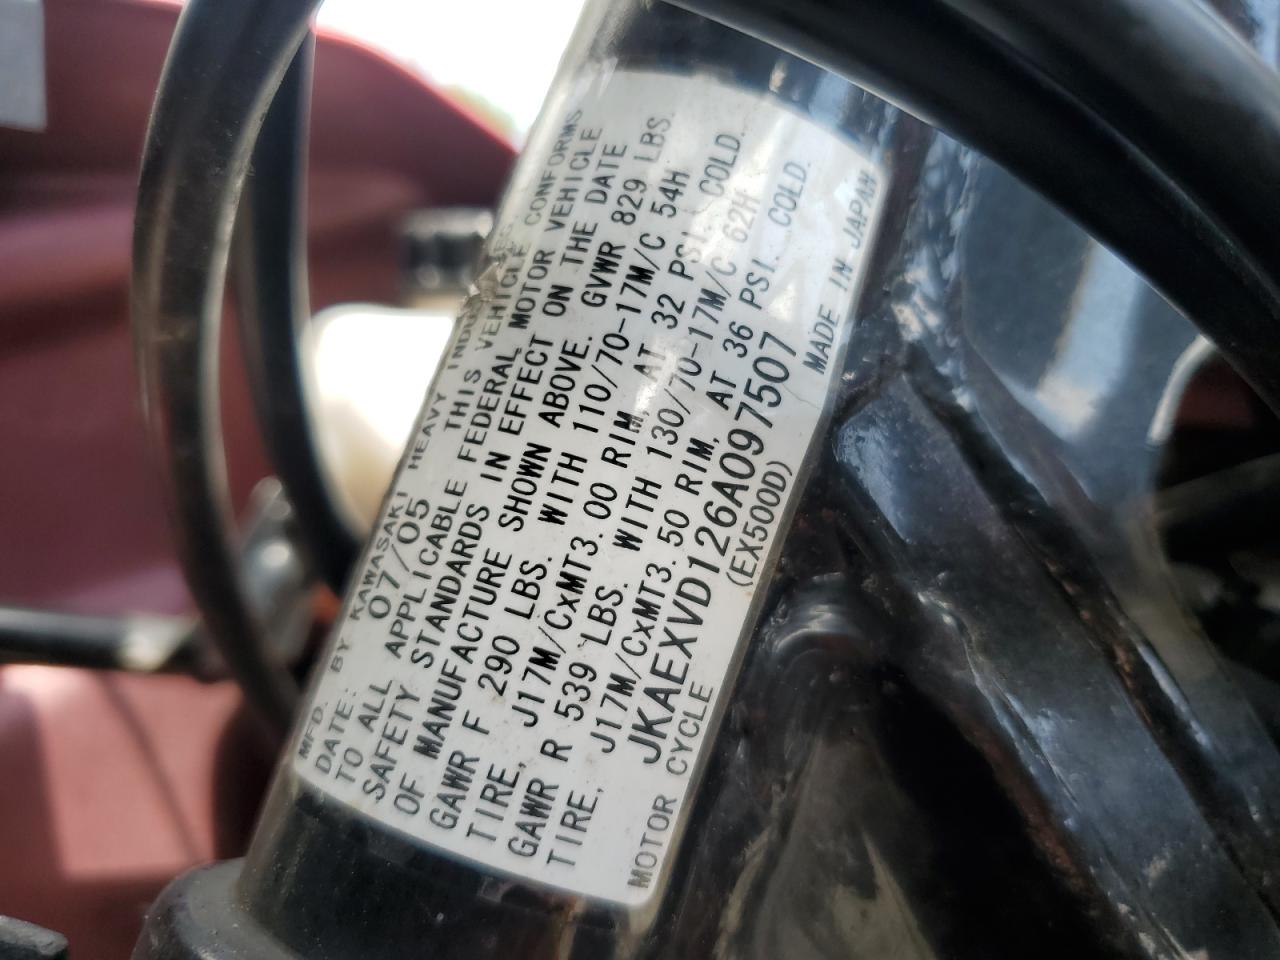 MFD. BY KAWASAKI HEAVY
DATE: 07/05 THIS VEHICLE CONFORMS
TO ALL APPLICABLE FEDERAL MOTOR VEHICLE
SAFETY STANDARDS IN EFFECT ON THE DATE
OF MANUFACTURE SHOWN ABOVE. GVWR 829 LBS.
GAWR F 290 LBS. WITH 110/70-17M/C 54H
TIRE, J17M/CxMT3.00 RIM, AT 32 PSI. COLD.
GAWR R 539 LBS. WITH 130/70-17M/C 62H
TIRE, J17M/CxMT3.50 RIM, AT 36 PSI. COLD.
JKAEXVD126A097507
MOTOR CYCLE (EX500D) MADE IN JAPAN